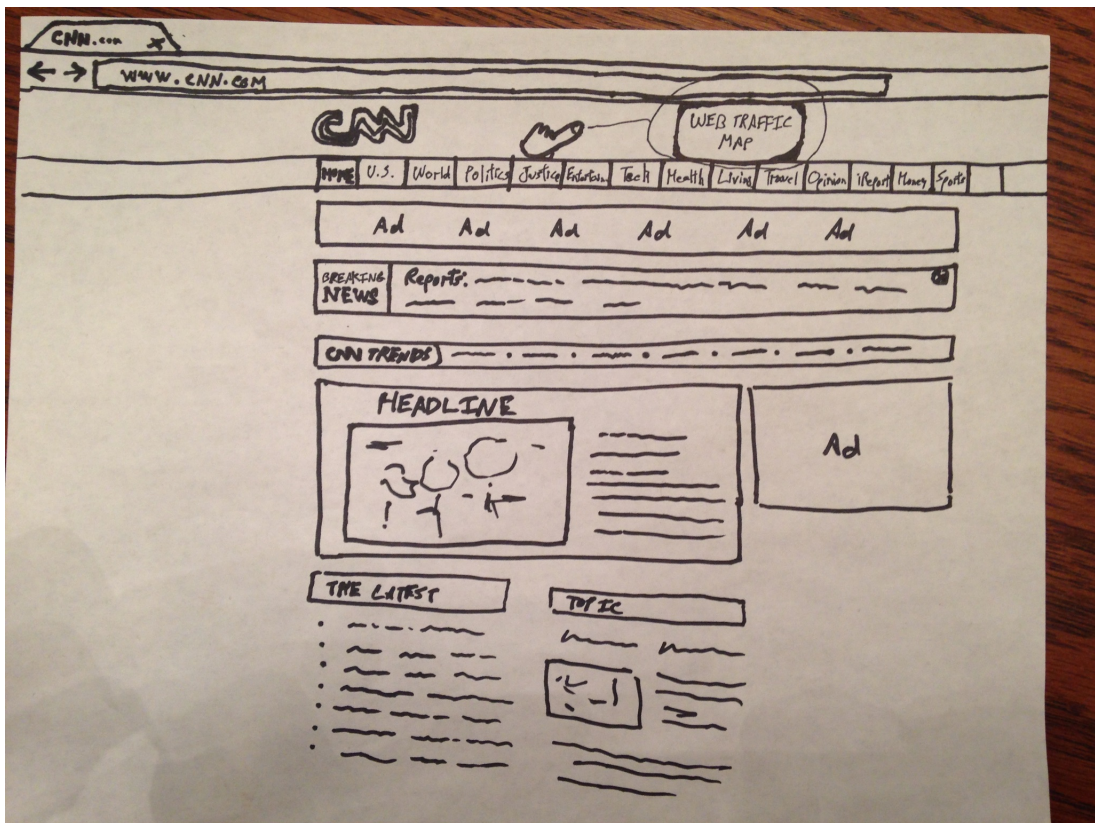 CNN.com x
www.CNN.COM
CNN
WEB TRAFFIC
MAP
HOME U.S. World Politics Justice Entertain. Tech Health Living Travel Opinion iReport Money Sports
Ad Ad Ad Ad Ad Ad
BREAKING
NEWS
Reports:
CNN TRENDS
HEADLINE
Ad
THE LATEST
TOPIC